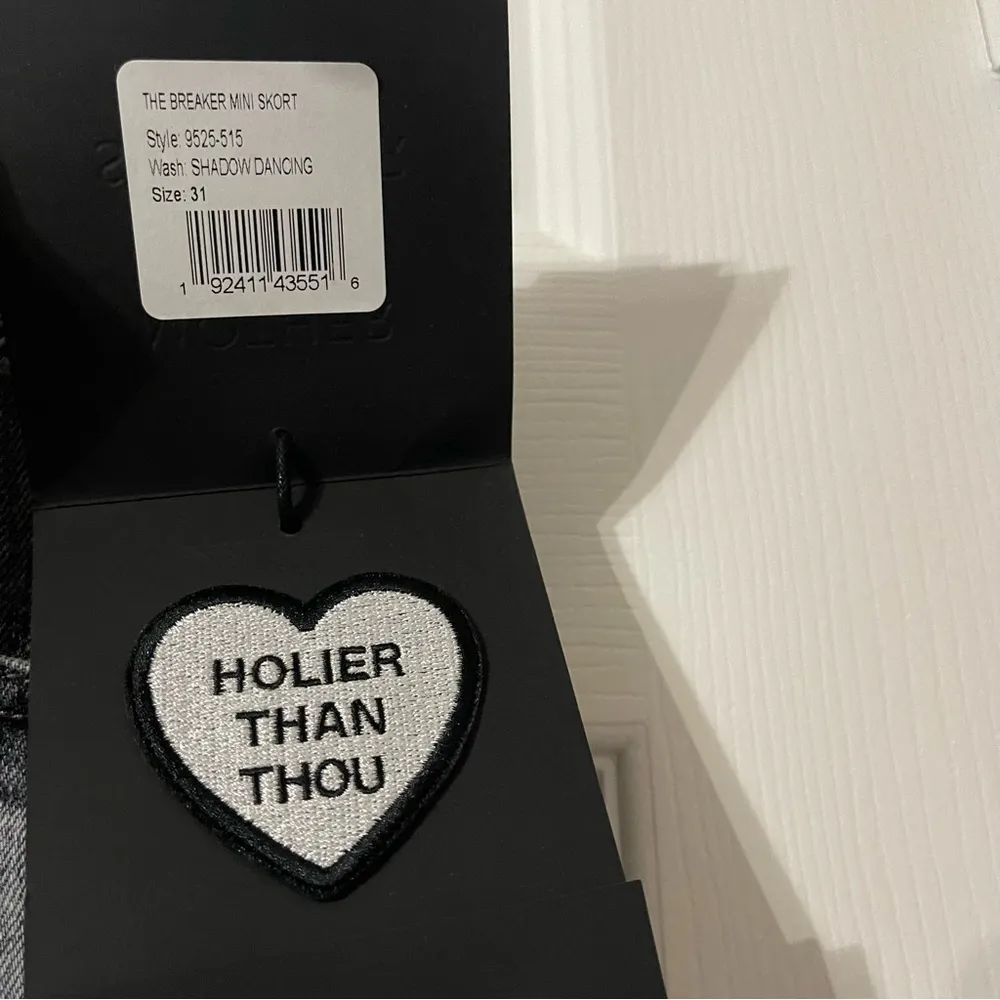 THE BREAKER MINI SKORT
Style: 9525-515
Wash: SHADOW DANCING
Size: 31
1 92411 43551 6
MOTHER
HOLIER
THAN
THOU